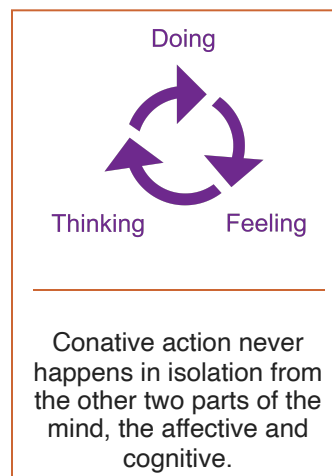 Doing
Thinking
Feeling
Conative action never
happens in isolation from
the other two parts of the
mind, the affective and
cognitive.